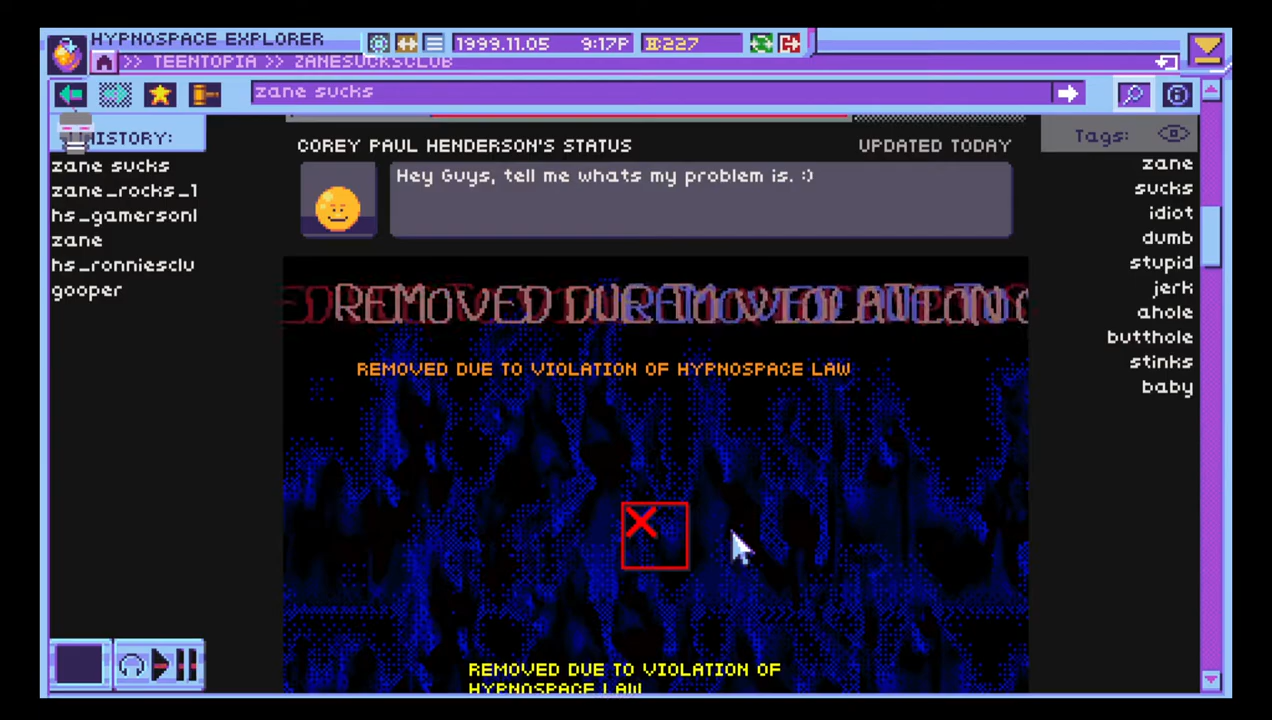 HYPNOSPACE EXPLORER
1999.11.05 9:17P 227
>> TEENTOPIA >> ZANESUCKSCLUB
zane sucks
HISTORY:
zane sucks
zane_rocks_1
hs_gamersonl
zane
hs_ronniesclu
gooper
COREY PAUL HENDERSON'S STATUS
UPDATED TODAY
Hey Guys, tell me whats my problem is. :)
REMOVED DUE TO VIOLATION OF HYPNOSPACE LAW
REMOVED DUE TO VIOLATION OF
HYPNOSPACE LAW
Tags:
zane
sucks
idiot
dumb
stupid
jerk
ahole
butthole
stinks
baby